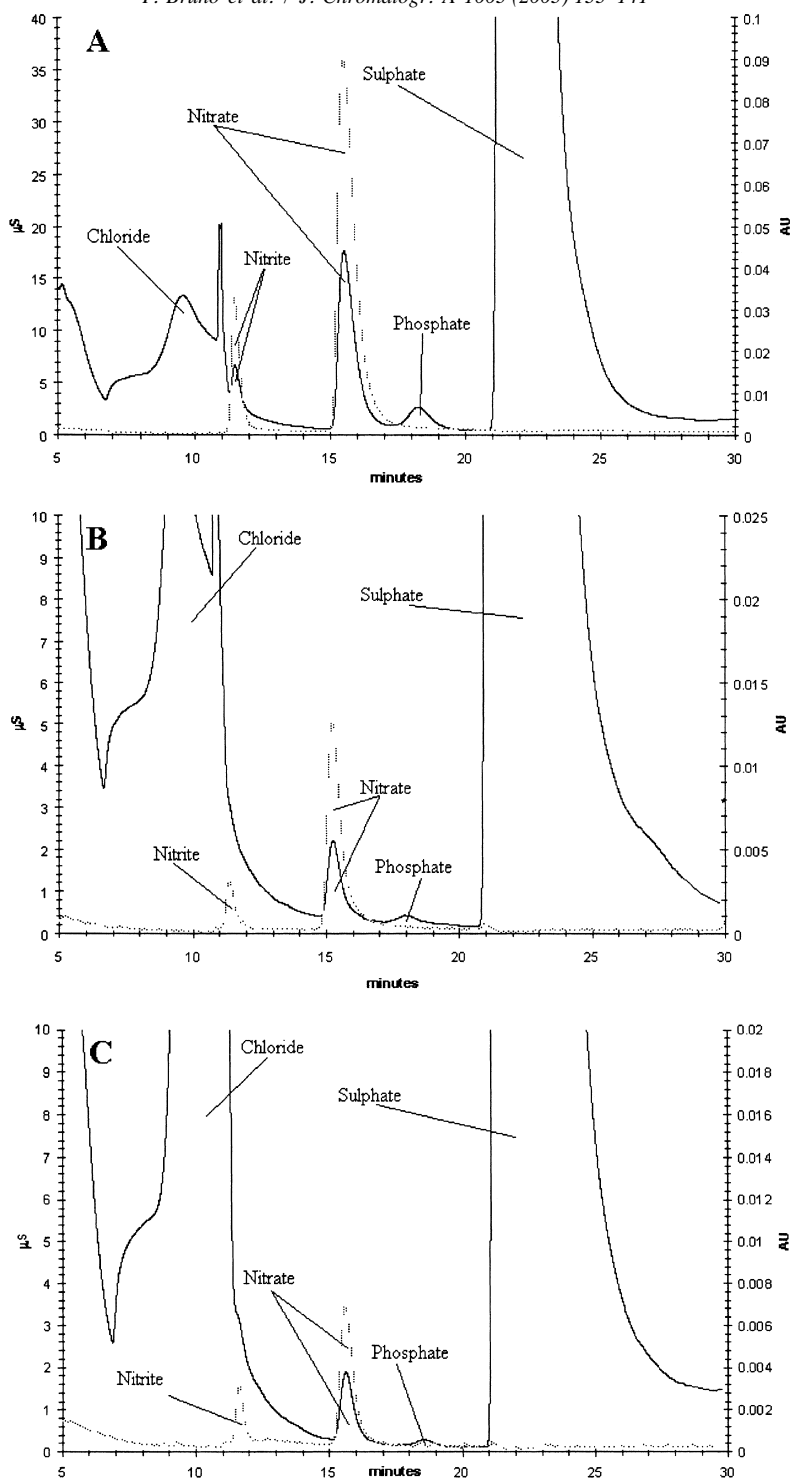 P. Bruno et al. / J. Chromatogr. A 1003 (2003) 133–141
A
40
35
30
25
20
15
10
5
0
µS
0.1
0.09
0.08
0.07
0.06
0.05
0.04
0.03
0.02
0.01
0
AU
Sulphate
Nitrate
Chloride
Nitrite
Phosphate
5 10 15 20 25 30
minutes
B
10
9
8
7
6
5
4
3
2
1
0
µS
0.025
0.02
0.015
0.01
0.005
0
AU
Chloride
Sulphate
Nitrate
Nitrite
Phosphate
5 10 15 20 25 30
minutes
C
10
9
8
7
6
5
4
3
2
1
0
µS
0.02
0.018
0.016
0.014
0.012
0.01
0.008
0.006
0.004
0.002
0
AU
Chloride
Sulphate
Nitrate
Phosphate
Nitrite
5 10 15 20 25 30
minutes